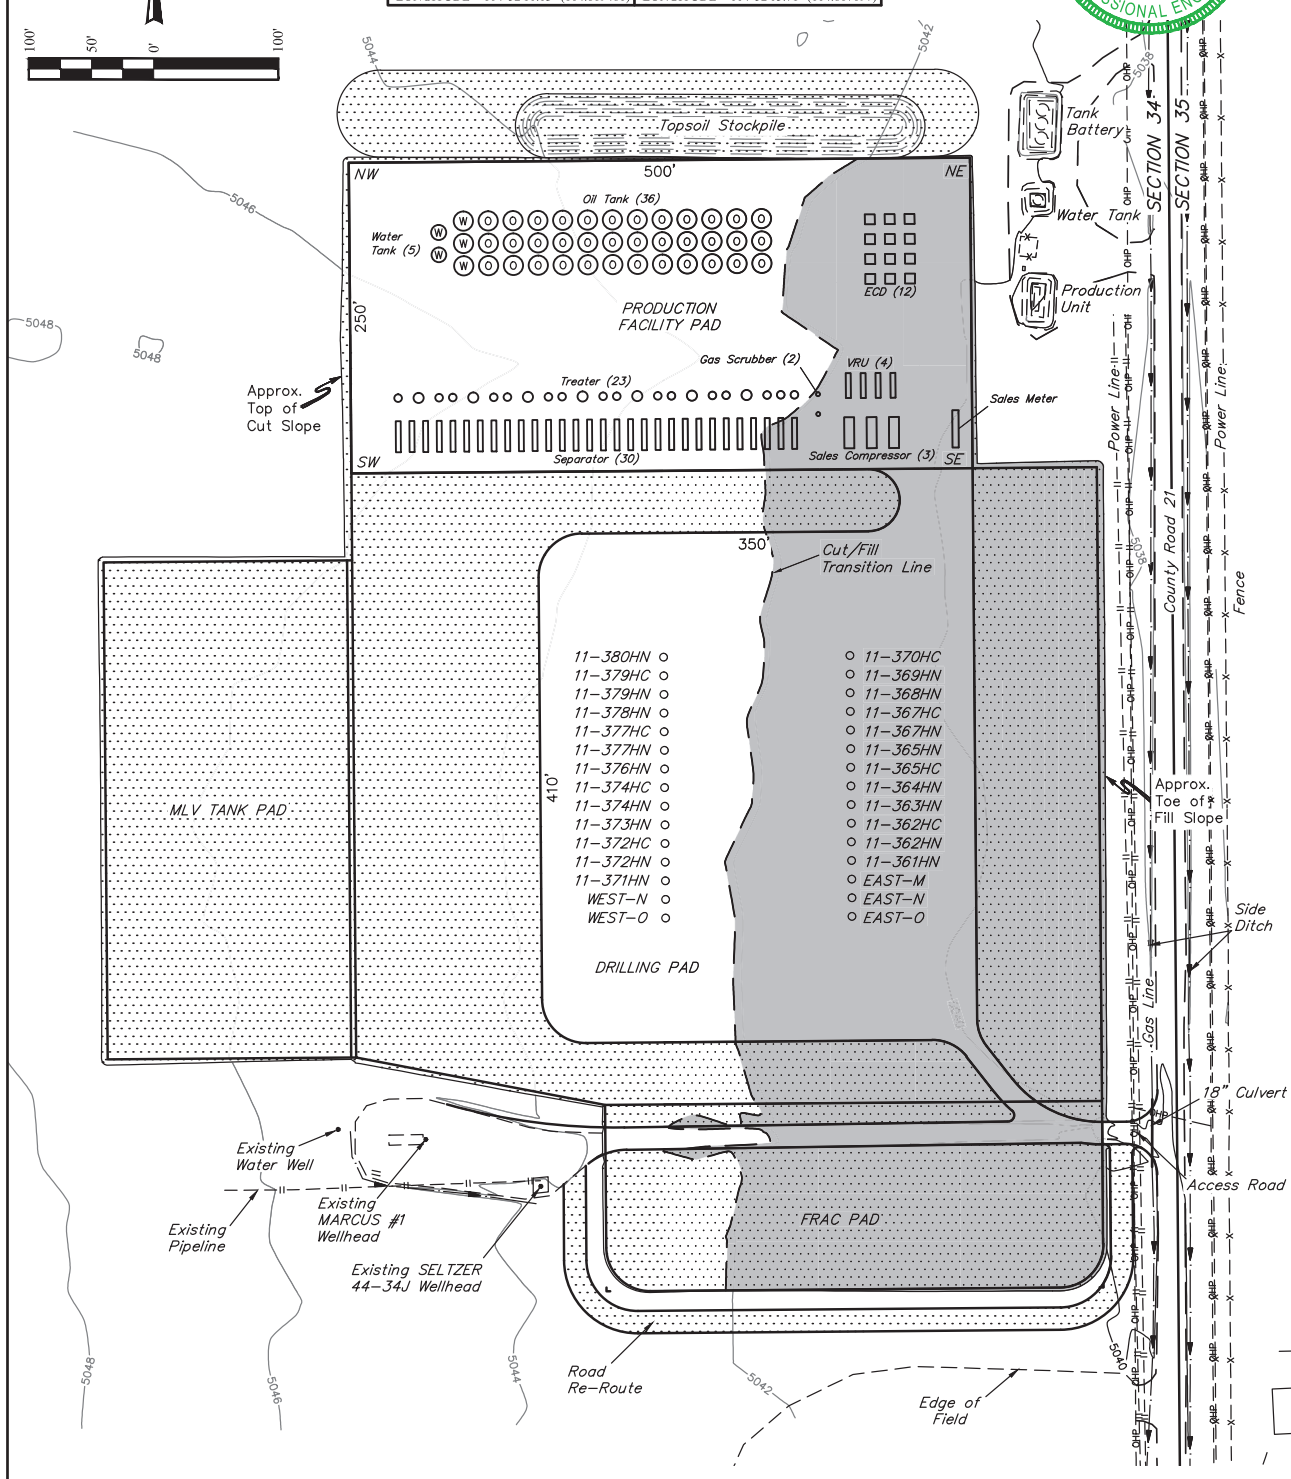 100'
50'
0'
100'
SIONAL EN
5044
5042
5038
Topsoil Stockpile
Tank
Battery
SECTION 34
SECTION 35
NW
500'
NE
Oil Tank (36)
5046
Water
Tank (5)
Water Tank
ECD (12)
Production
Unit
250'
PRODUCTION
FACILITY PAD
5048
5048
Gas Scrubber (2)
VRU (4)
Treater (23)
Approx.
Top of
Cut Slope
Sales Meter
Power Line
Power Line
SW
Separator (30)
Sales Compressor (3)
SE
County Road 21
350'
Cut/Fill
Transition Line
5038
Fence
11-380HN
11-379HC
11-379HN
11-378HN
11-377HC
11-377HN
11-376HN
11-374HC
11-374HN
11-373HN
11-372HC
11-372HN
11-371HN
WEST-N
WEST-O
11-370HC
11-369HN
11-368HN
11-367HC
11-367HN
11-365HN
11-365HC
11-364HN
11-363HN
11-362HC
11-362HN
11-361HN
EAST-M
EAST-N
EAST-O
410'
MLV TANK PAD
Approx.
Toe of
Fill Slope
Side
Ditch
DRILLING PAD
Gas Line
5040
18" Culvert
Existing
Water Well
Access Road
Existing
MARCUS #1
Wellhead
Existing
Pipeline
FRAC PAD
Existing SELTZER
44-34J Wellhead
5048
5046
5044
5042
5040
Road
Re-Route
Edge of
Field